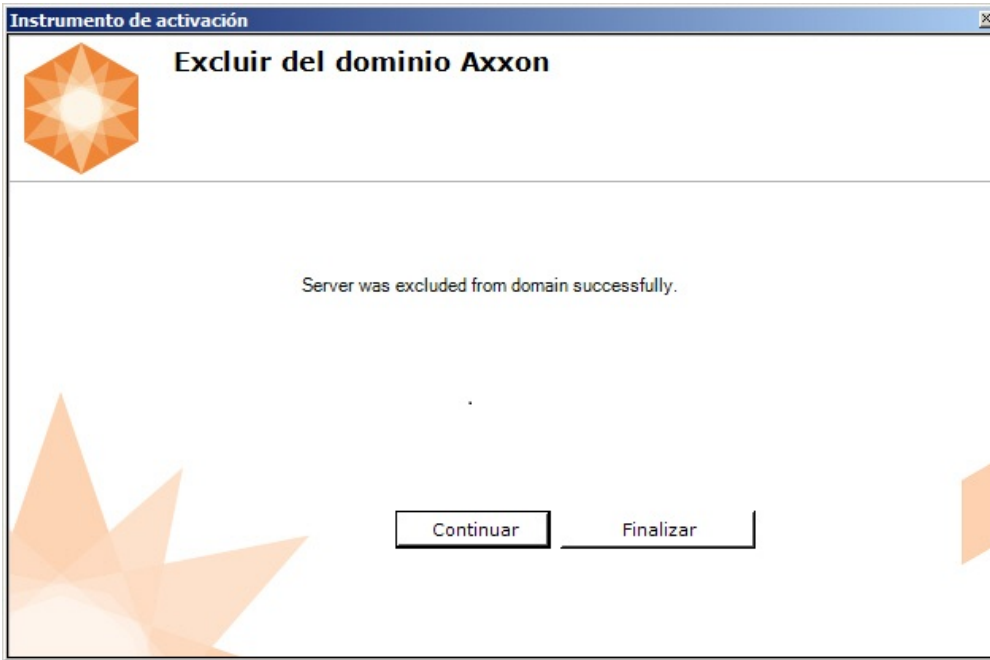 Instrumento de activación
Excluir del dominio Axxon
Server was excluded from domain successfully.
.
Continuar
Finalizar